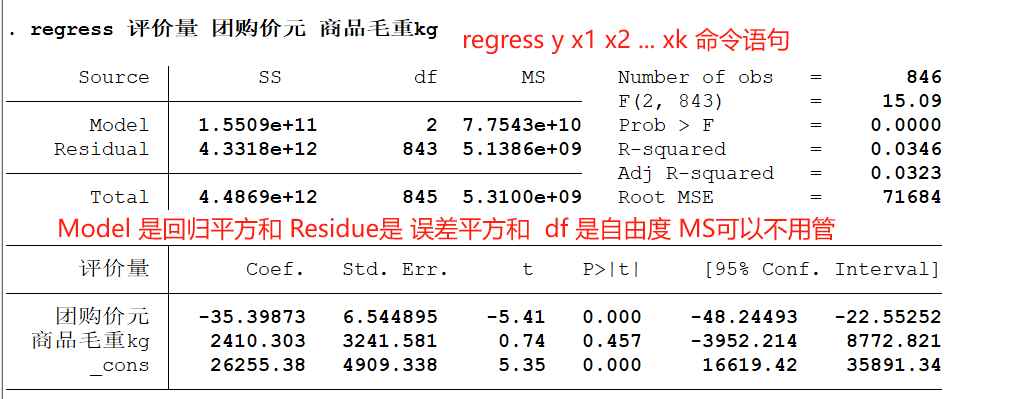 . regress 评价量 团购价元 商品毛重kg
regress y x1 x2 ... xk 命令语句
Source SS df MS Number of obs = 846
F(2, 843) = 15.09
Model 1.5509e+11 2 7.7543e+10 Prob > F = 0.0000
Residual 4.3318e+12 843 5.1386e+09 R-squared = 0.0346
Adj R-squared = 0.0323
Total 4.4869e+12 845 5.3100e+09 Root MSE = 71684
Model 是回归平方和 Residue是 误差平方和 df 是自由度 MS可以不用管
评价量 Coef. Std. Err. t P>|t| [95% Conf. Interval]
团购价元 -35.39873 6.544895 -5.41 0.000 -48.24493 -22.55252
商品毛重kg 2410.303 3241.581 0.74 0.457 -3952.214 8772.821
_cons 26255.38 4909.338 5.35 0.000 16619.42 35891.34